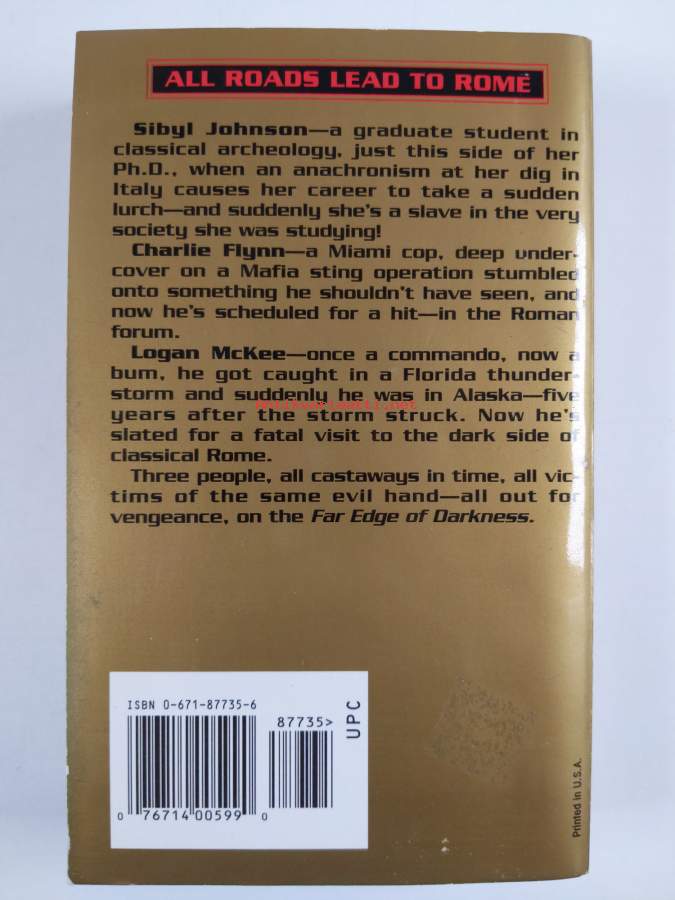 ALL ROADS LEAD TO ROME
Sibyl Johnson—a graduate student in
classical archeology, just this side of her
Ph.D., when an anachronism at her dig in
Italy causes her career to take a sudden
lurch—and suddenly she's a slave in the very
society she was studying!
Charlie Flynn—a Miami cop, deep under-
cover on a Mafia sting operation stumbled
onto something he shouldn't have seen, and
now he's scheduled for a hit—in the Roman
forum.
Logan McKee—once a commando, now a
bum, he got caught in a Florida thunder-
storm and suddenly he was in Alaska—five
years after the storm struck. Now he's
slated for a fatal visit to the dark side of
classical Rome.
Three people, all castaways in time, all vic-
tims of the same evil hand—all out for
vengeance, on the Far Edge of Darkness.
ISBN 0-671-87735-6
87735>
UPC
0 76714 00599 0
Printed in U.S.A.